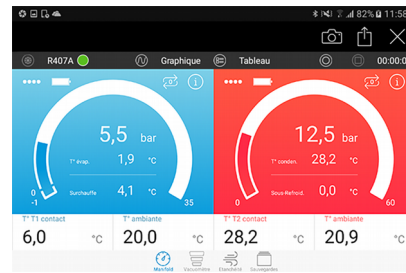 82% 11:58
R407A Graphique Tableau 00:00:0
5,5 bar
T° évap. 1,9 °C
Surchauffe 4,1 °C
0
-1
35
12,5 bar
T° conden. 28,2 °C
Sous-Refroid. 0,0 °C
0
60
T° T1 contact T° ambiante T° T2 contact T° ambiante
6,0 °C 20,0 °C 28,2 °C 20,9 °C
Manifold Vacuomètre Etanchéité Sauvegardes